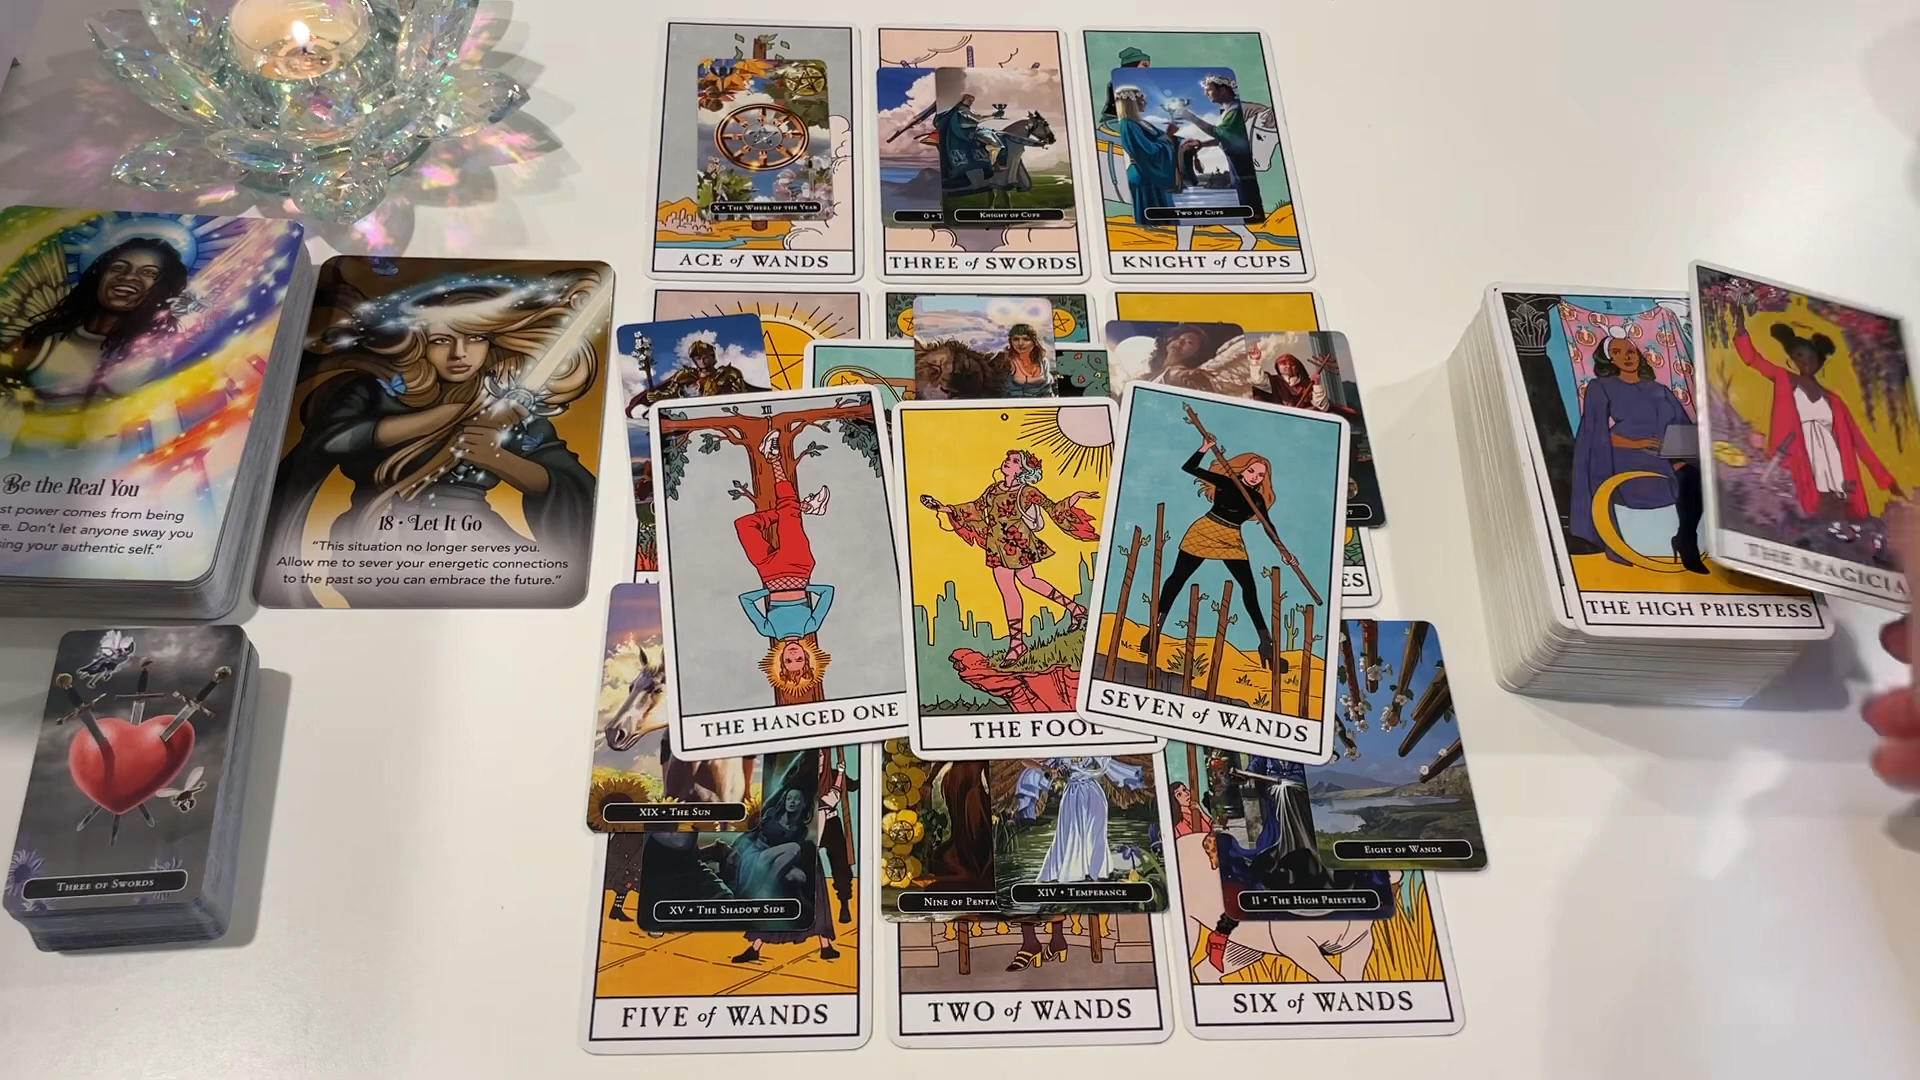 X • The Wheel of the Year
ACE of WANDS
Knight of Cups
THREE of SWORDS
Two of Cups
KNIGHT of CUPS
Be the Real You
power comes from being
Don't let anyone sway you
your authentic self."
18 • Let It Go
"This situation no longer serves you.
Allow me to sever your energetic connections
to the past so you can embrace the future."
Three of Swords
XII
THE HANGED ONE
0
THE FOOL
SEVEN of WANDS
THE HIGH PRIESTESS
XIX • The Sun
XV • The Shadow Side
FIVE of WANDS
Nine of
XIV • Temperance
TWO of WANDS
II • The High Priestess
Eight of Wands
SIX of WANDS